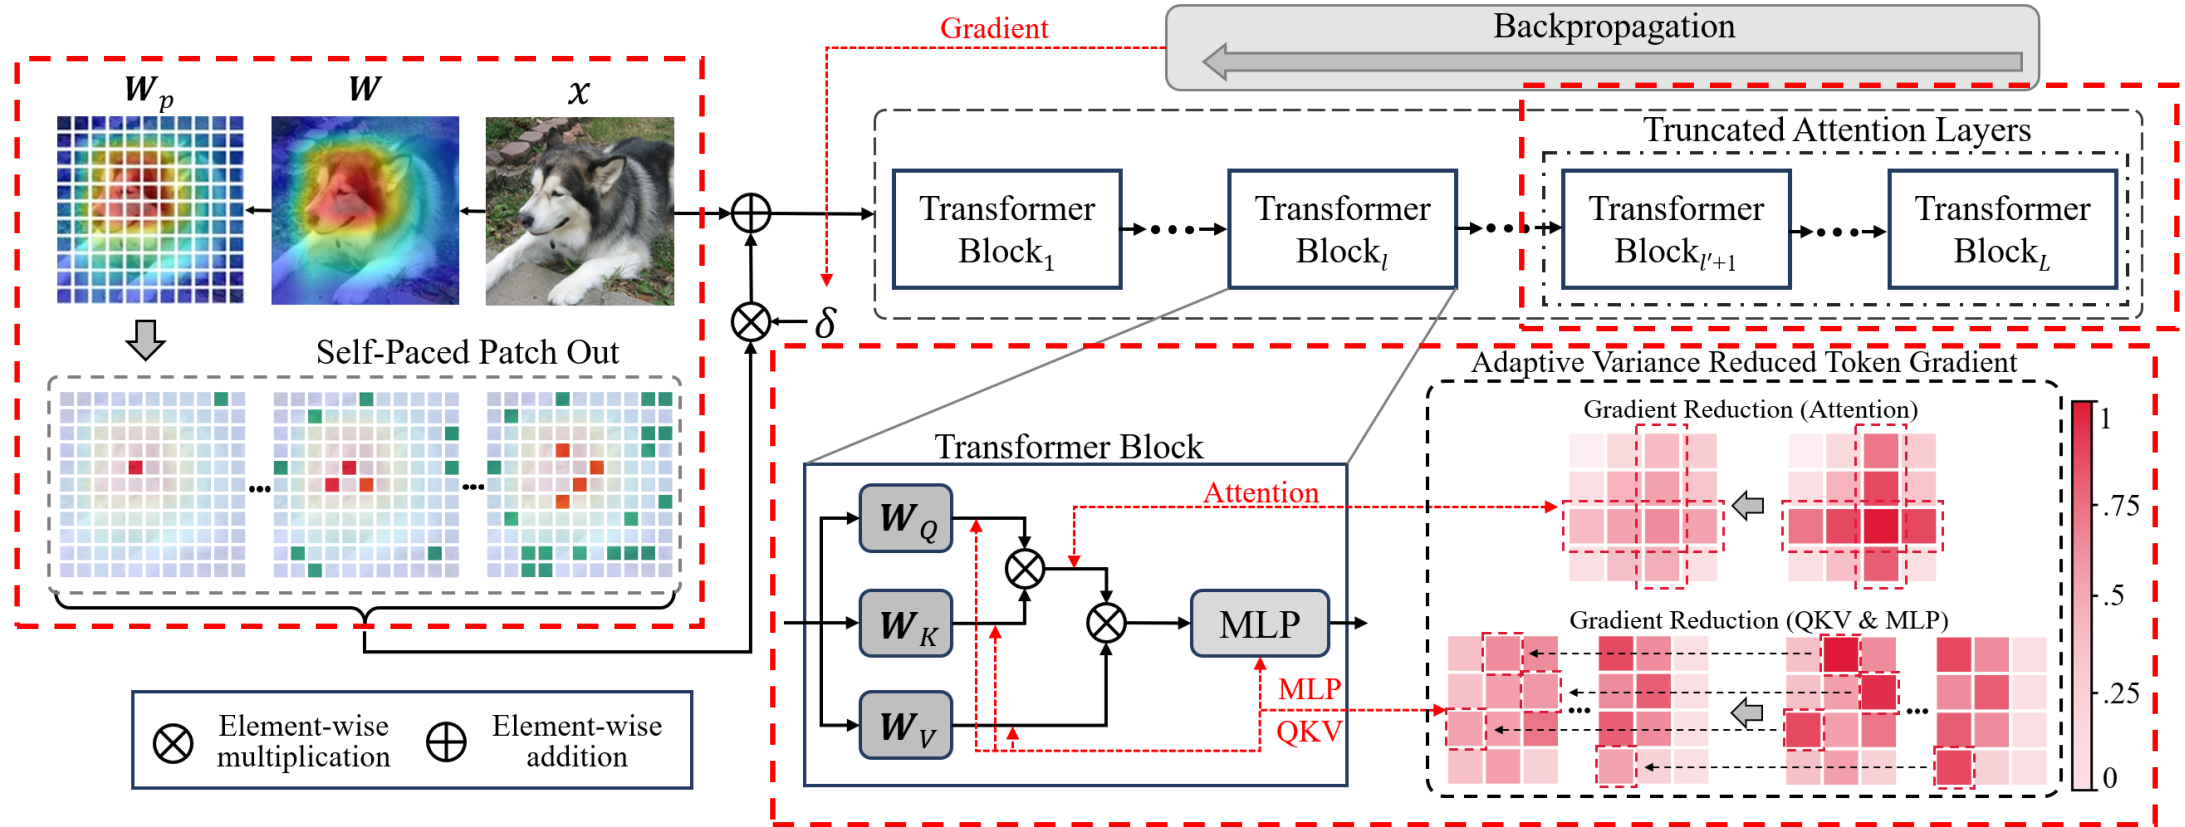 Gradient
Backpropagation
W_p
W
x
Truncated Attention Layers
Transformer
Block_1
Transformer
Block_l
Transformer
Block_{l'+1}
Transformer
Block_L
δ
Self-Paced Patch Out
Adaptive Variance Reduced Token Gradient
Gradient Reduction (Attention)
Transformer Block
Attention
W_Q
W_K
W_V
MLP
MLP
QKV
Gradient Reduction (QKV & MLP)
1
.75
.5
.25
0
Element-wise
multiplication
Element-wise
addition